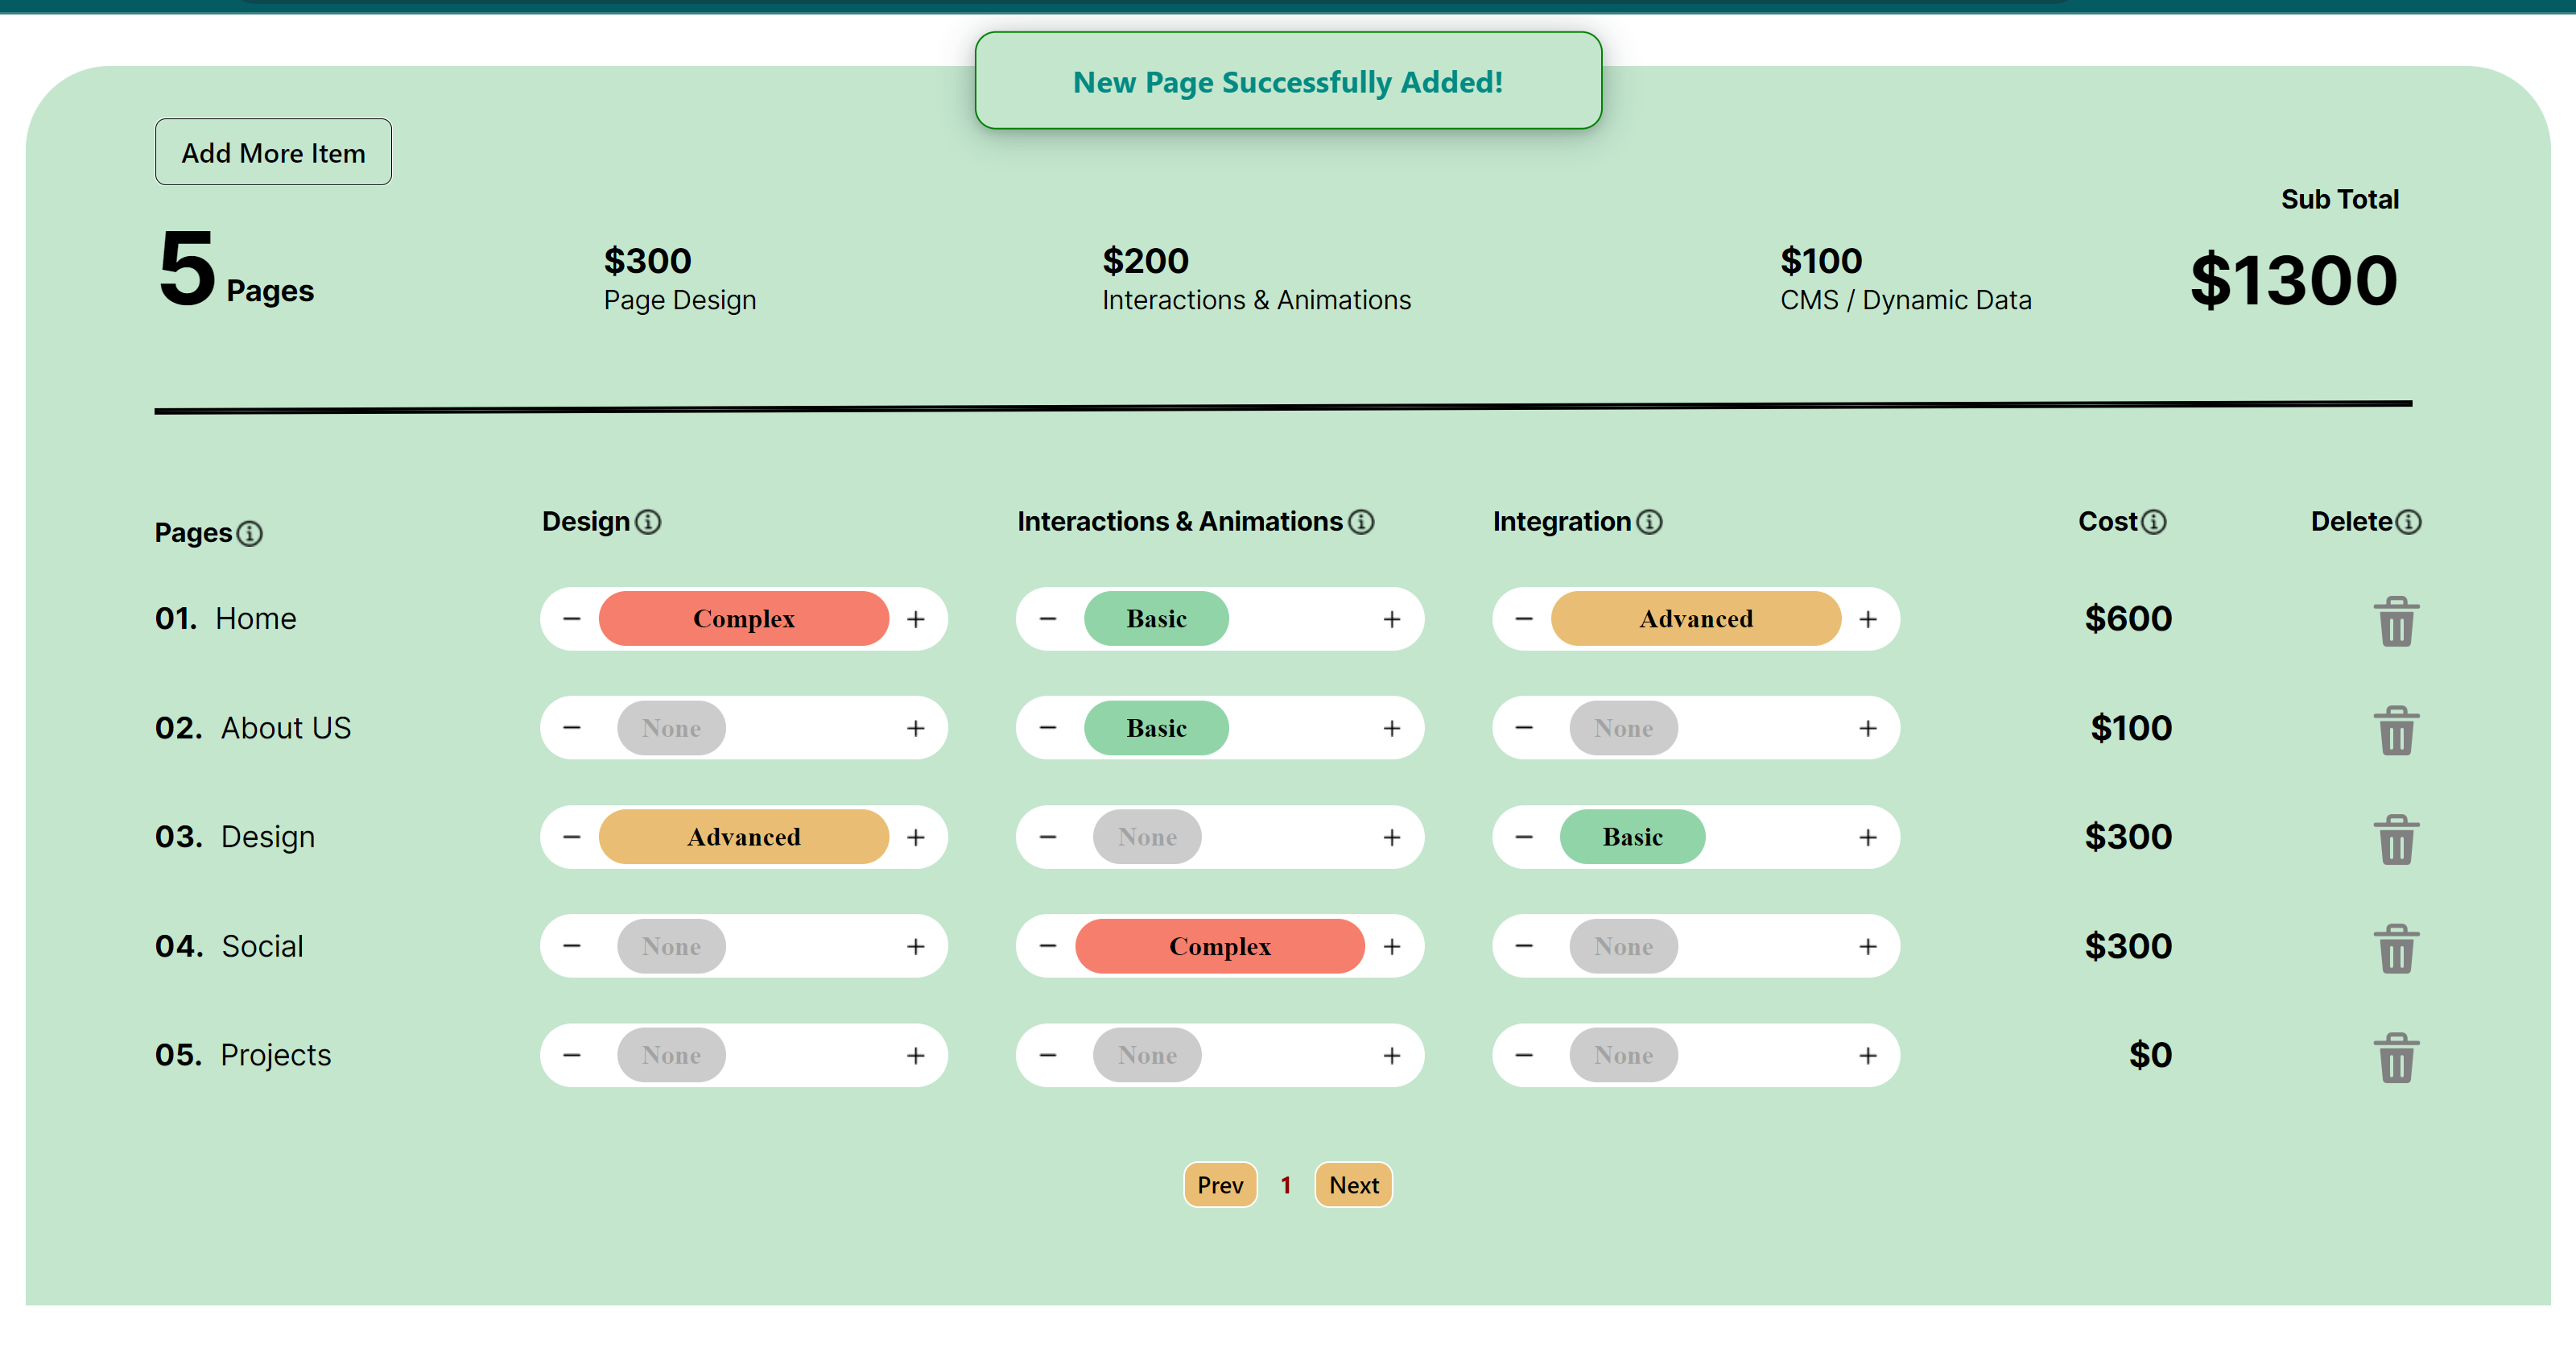 New Page Successfully Added!
Add More Item
Sub Total
5 Pages
$300
Page Design
$200
Interactions & Animations
$100
CMS / Dynamic Data
$1300
Pages Design Interactions & Animations Integration Cost Delete
01. Home − Complex + − Basic + − Advanced + $600
02. About US − None + − Basic + − None + $100
03. Design − Advanced + − None + − Basic + $300
04. Social − None + − Complex + − None + $300
05. Projects − None + − None + − None + $0
Prev 1 Next